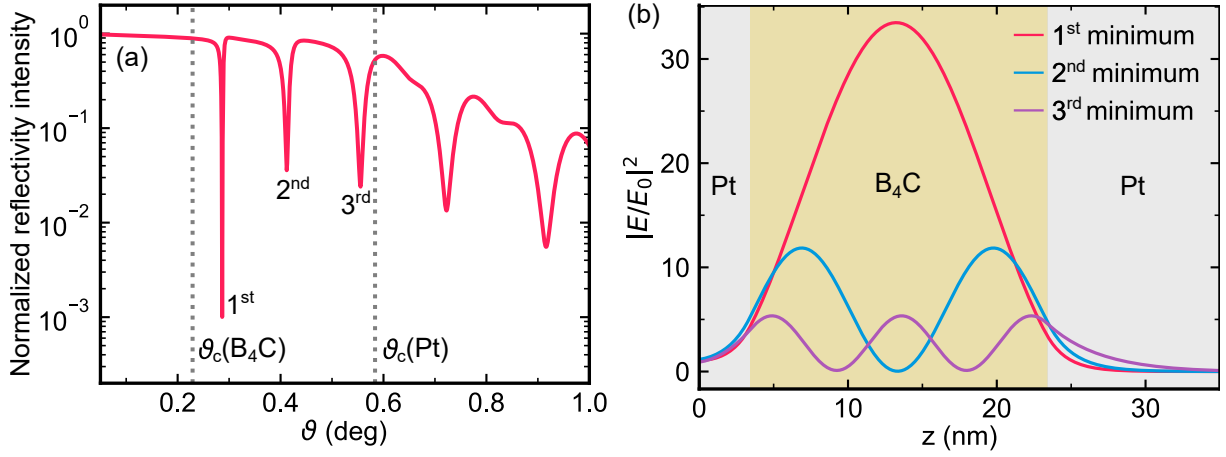 (a)
Normalized reflectivity intensity
10⁰
10⁻¹
10⁻²
10⁻³
1ˢᵗ
2ⁿᵈ
3ʳᵈ
ϑc(B₄C)
ϑc(Pt)
0.2 0.4 0.6 0.8 1.0
ϑ (deg)
(b)
|E/E₀|²
30
20
10
0
1ˢᵗ minimum
2ⁿᵈ minimum
3ʳᵈ minimum
Pt B₄C Pt
0 10 20 30
z (nm)